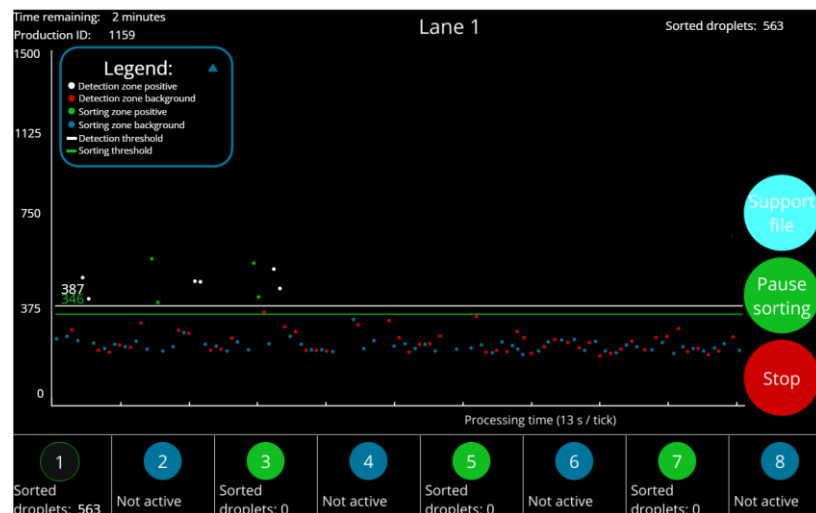 Time remaining: 2 minutes
Lane 1
Sorted droplets: 563
Production ID: 1159
1500
Legend:
Detection zone positive
Detection zone background
Sorting zone positive
Sorting zone background
Detection threshold
Sorting threshold
1125
750
Support
file
387
346
375
Pause
sorting
0
Stop
Processing time (13 s / tick)
1
2
3
4
5
6
7
8
Sorted
droplets: 563
Not active
Sorted
droplets: 0
Not active
Sorted
droplets: 0
Not active
Sorted
droplets: 0
Not active